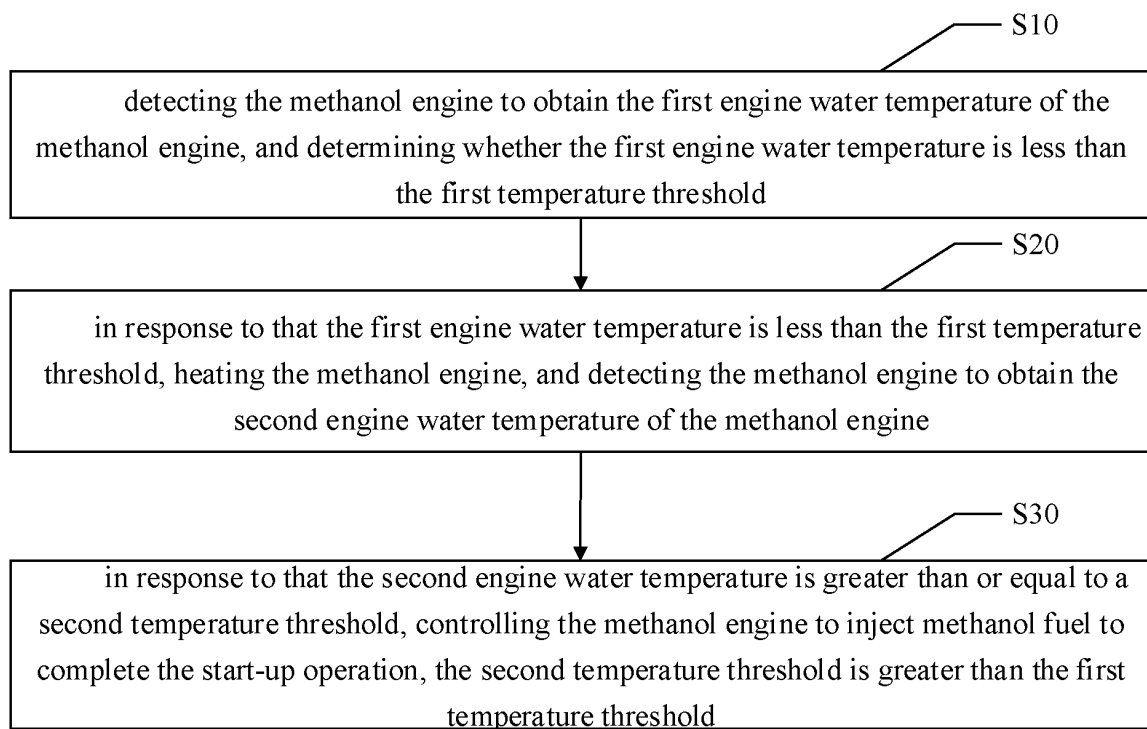 S10
detecting the methanol engine to obtain the first engine water temperature of the
methanol engine, and determining whether the first engine water temperature is less than
the first temperature threshold
S20
in response to that the first engine water temperature is less than the first temperature
threshold, heating the methanol engine, and detecting the methanol engine to obtain the
second engine water temperature of the methanol engine
S30
in response to that the second engine water temperature is greater than or equal to a
second temperature threshold, controlling the methanol engine to inject methanol fuel to
complete the start-up operation, the second temperature threshold is greater than the first
temperature threshold